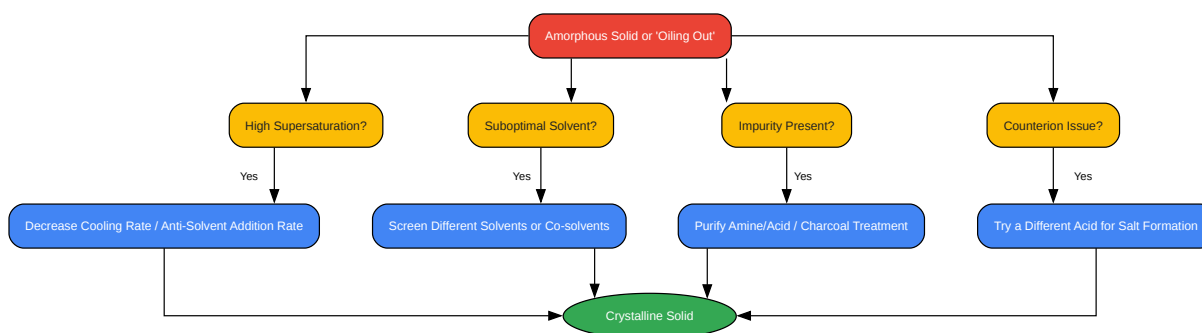 Amorphous Solid or 'Oiling Out'
High Supersaturation?
Suboptimal Solvent?
Impurity Present?
Counterion Issue?
Yes
Yes
Yes
Yes
Decrease Cooling Rate / Anti-Solvent Addition Rate
Screen Different Solvents or Co-solvents
Purify Amine/Acid / Charcoal Treatment
Try a Different Acid for Salt Formation
Crystalline Solid